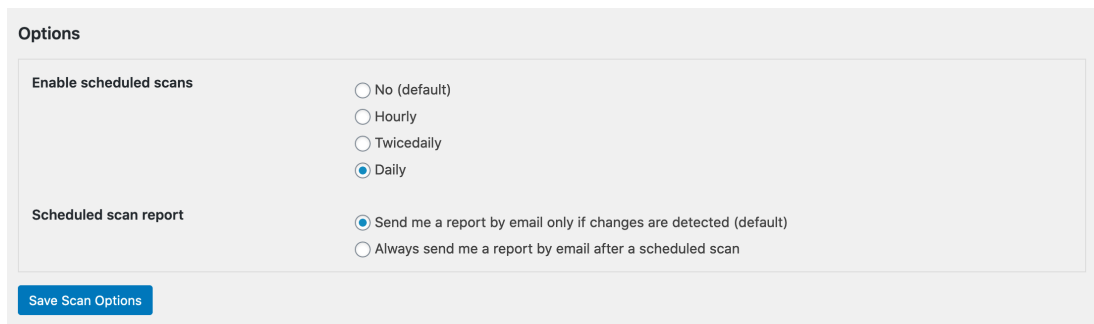 Options
Enable scheduled scans
No (default)
Hourly
Twicedaily
Daily
Scheduled scan report
Send me a report by email only if changes are detected (default)
Always send me a report by email after a scheduled scan
Save Scan Options